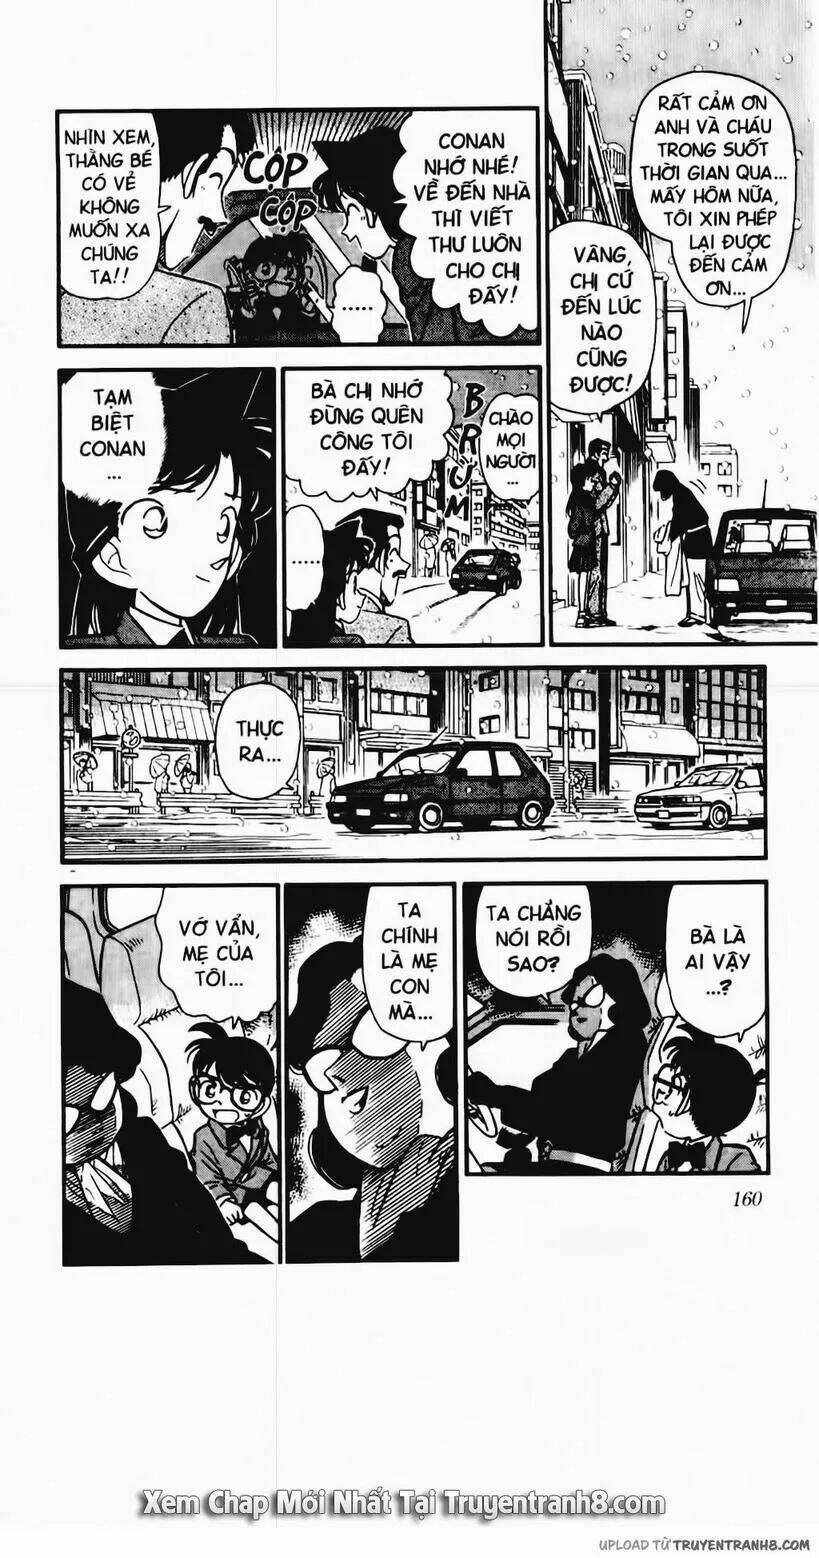 RẤT CẢM ƠN
ANH VÀ CHÁU
TRONG SUỐT
THỜI GIAN QUA...
MẤY HÔM NỮA,
TÔI XIN PHÉP
LẠI ĐƯỢC
ĐẾN CẢM
ƠN...
VÂNG,
CHỊ CỨ
ĐẾN LÚC
NÀO
CŨNG
ĐƯỢC!
CONAN
NHỚ NHÉ!
VỀ ĐẾN NHÀ
THÌ VIẾT
THƯ LUÔN
CHO CHỊ
ĐẤY!
CỘP
CỘP
......
NHÌN XEM,
THẰNG BÉ
CÓ VẺ
KHÔNG
MUỐN XA
CHÚNG
TA!!
CHÀO
MỌI
NGƯỜI
...
BRỪM
BÀ CHỊ NHỚ
ĐỪNG QUÊN
CÔNG TÔI
ĐẤY!
......
TẠM
BIỆT
CONAN
...
THỰC
RA...
BÀ LÀ
AI VẬY
...?
TA CHẲNG
NÓI RỒI
SAO?
TA
CHÍNH
LÀ MẸ
CON
MÀ...
VỚ VẨN,
MẸ CỦA
TÔI...
160
Xem Chap Mới Nhất Tại Truyentranh8.com
UPLOAD TỪ TRUYENTRANH8.COM